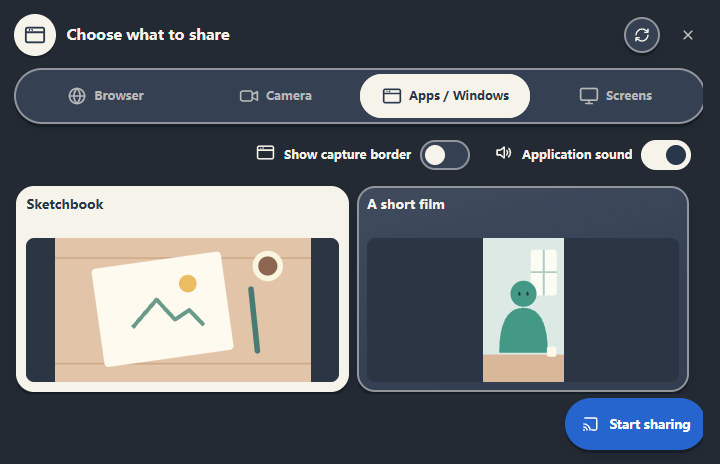 Choose what to share
Browser
Camera
Apps / Windows
Screens
Show capture border
Application sound
Sketchbook
A short film
Start sharing